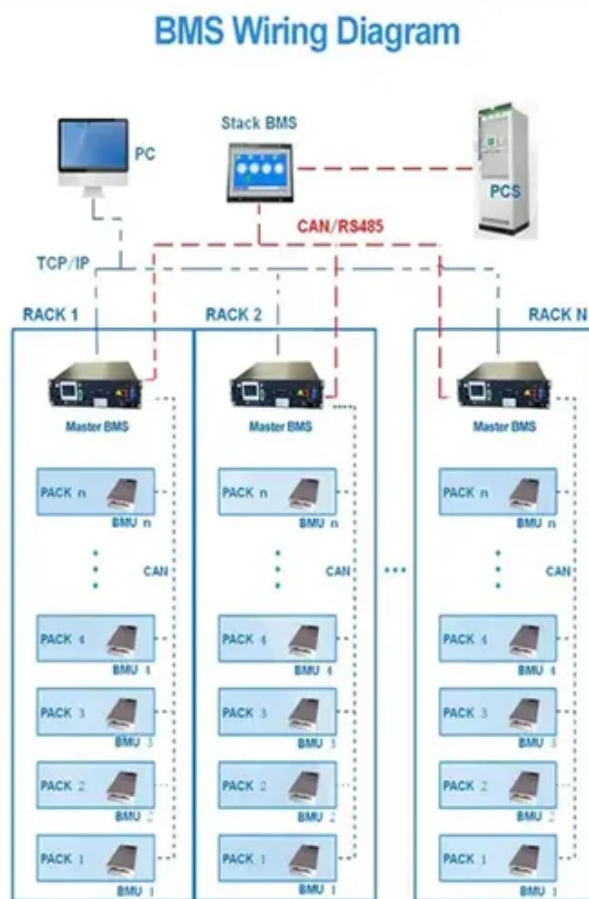 BMS Wiring Diagram
PC
Stack BMS
PCS
CAN/RS485
TCP/IP
RACK 1
RACK 2
RACK N
Master BMS
Master BMS
Master BMS
PACK n
BMU n
PACK n
BMU n
PACK n
BMU n
CAN
CAN
...
CAN
PACK 4
BMU 4
PACK 4
BMU 4
PACK 4
BMU 4
PACK 3
BMU 3
PACK 3
BMU 3
PACK 3
BMU 3
PACK 2
BMU 2
PACK 2
BMU 2
PACK 2
BMU 2
PACK 1
BMU 1
PACK 1
BMU 1
PACK 1
BMU 1